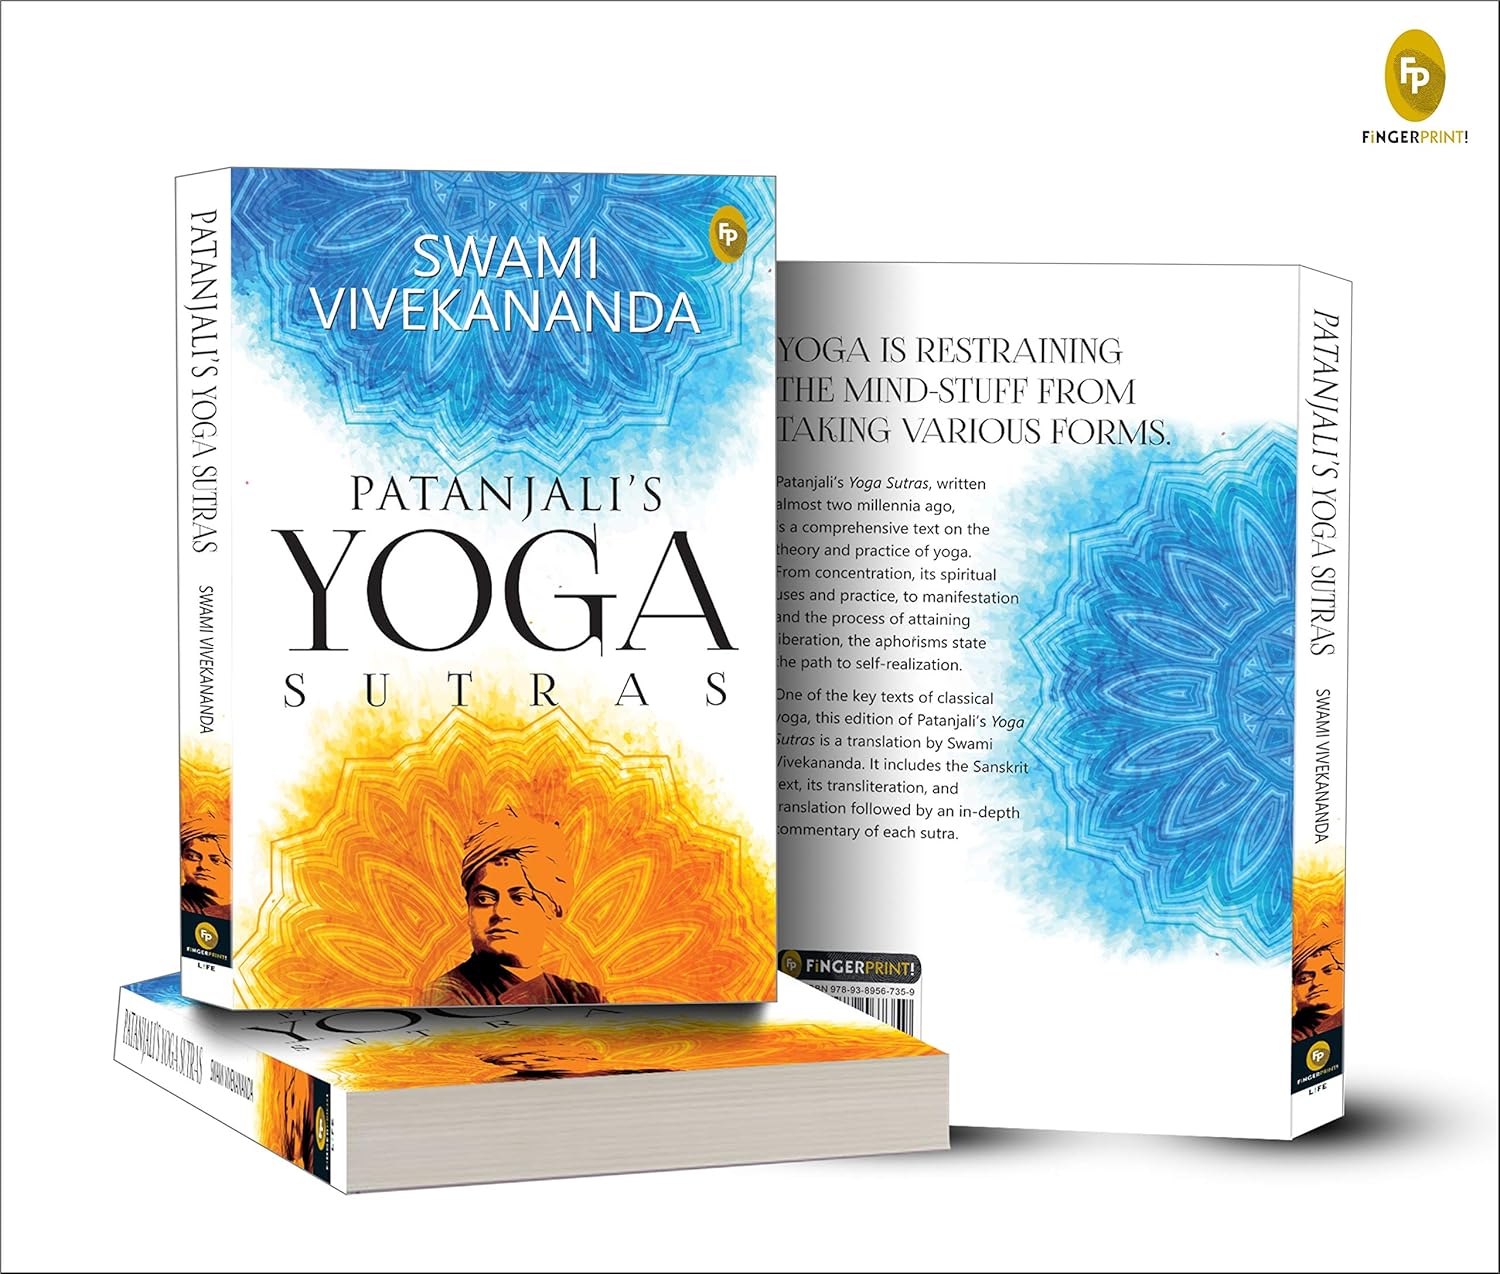 FP
FiNGERPRINT!
PATANJALI'S YOGA SUTRAS
SWAMI VIVEKANANDA
FP
FiNGERPRINT!
LIFE
FP
SWAMI
VIVEKANANDA
PATANJALI'S
YOGA
SUTRAS
YOGA IS RESTRAINING
THE MIND-STUFF FROM
TAKING VARIOUS FORMS.
Patanjali's Yoga Sutras, written
almost two millennia ago,
is a comprehensive text on the
theory and practice of yoga.
From concentration, its spiritual
uses and practice, to manifestation
and the process of attaining
liberation, the aphorisms state
the path to self-realization.
One of the key texts of classical
yoga, this edition of Patanjali's Yoga
Sutras is a translation by Swami
Vivekananda. It includes the Sanskrit
text, its transliteration, and
translation followed by an in-depth
commentary of each sutra.
FP FiNGERPRINT!
ISBN 978-93-8956-735-9
PATANJALI'S YOGA SUTRAS
SWAMI VIVEKANANDA
FP
FiNGERPRINT!
LIFE
YOGA
SUTRA
PATANJALI'S YOGA SUTRAS
SWAMI VIVEKANANDA
FP
LIFE